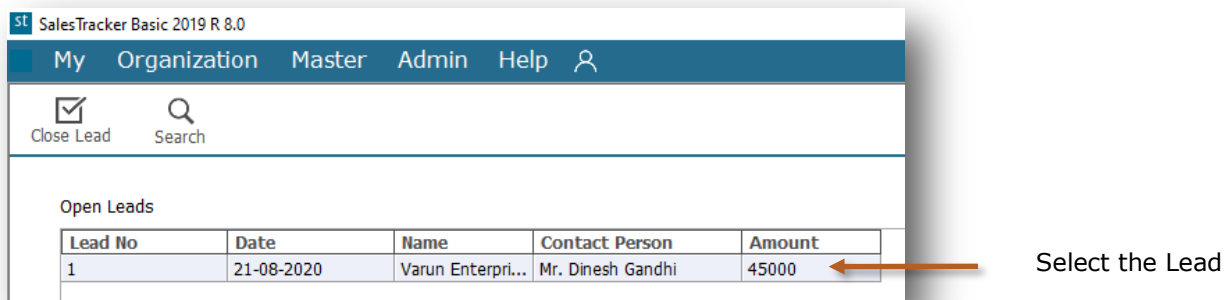 st SalesTracker Basic 2019 R 8.0
My Organization Master Admin Help
Close Lead Search
Open Leads
Lead No Date Name Contact Person Amount
1 21-08-2020 Varun Enterpri... Mr. Dinesh Gandhi 45000
Select the Lead